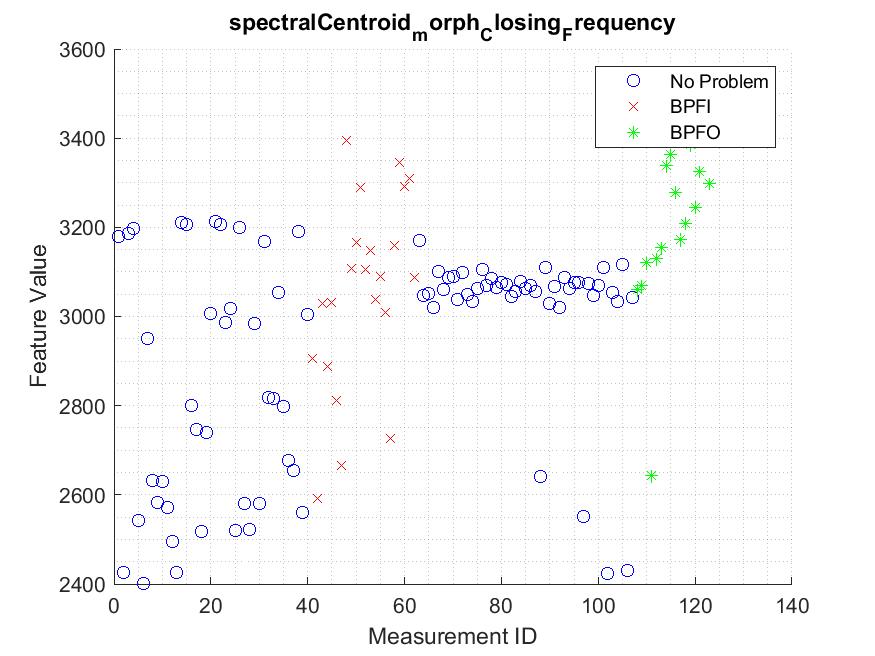 spectralCentroid_morph_Closing_Frequency
3600
3400
3200
3000
2800
2600
2400
Feature Value
0 20 40 60 80 100 120 140
Measurement ID
No Problem
BPFI
BPFO